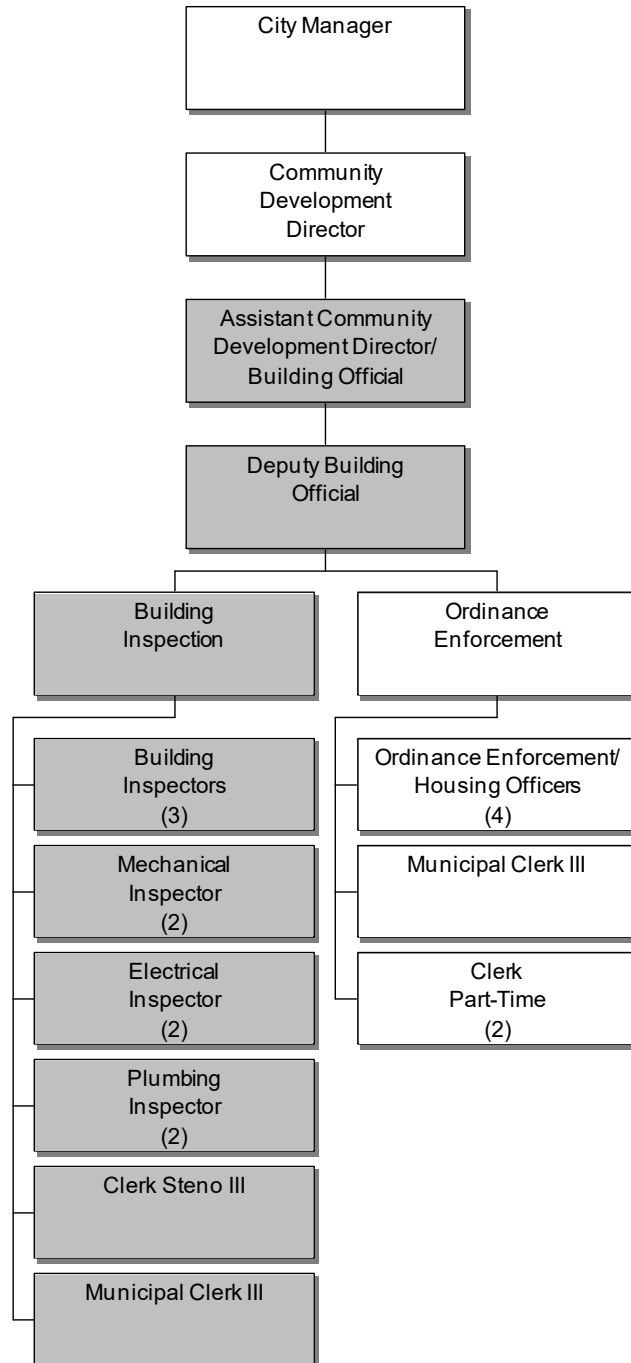 City Manager
Community
Development
Director
Assistant Community
Development Director/
Building Official
Deputy Building
Official
Building
Inspection
Building
Inspectors
(3)
Mechanical
Inspector
(2)
Electrical
Inspector
(2)
Plumbing
Inspector
(2)
Clerk Steno III
Municipal Clerk III
Ordinance
Enforcement
Ordinance Enforcement/
Housing Officers
(4)
Municipal Clerk III
Clerk
Part-Time
(2)